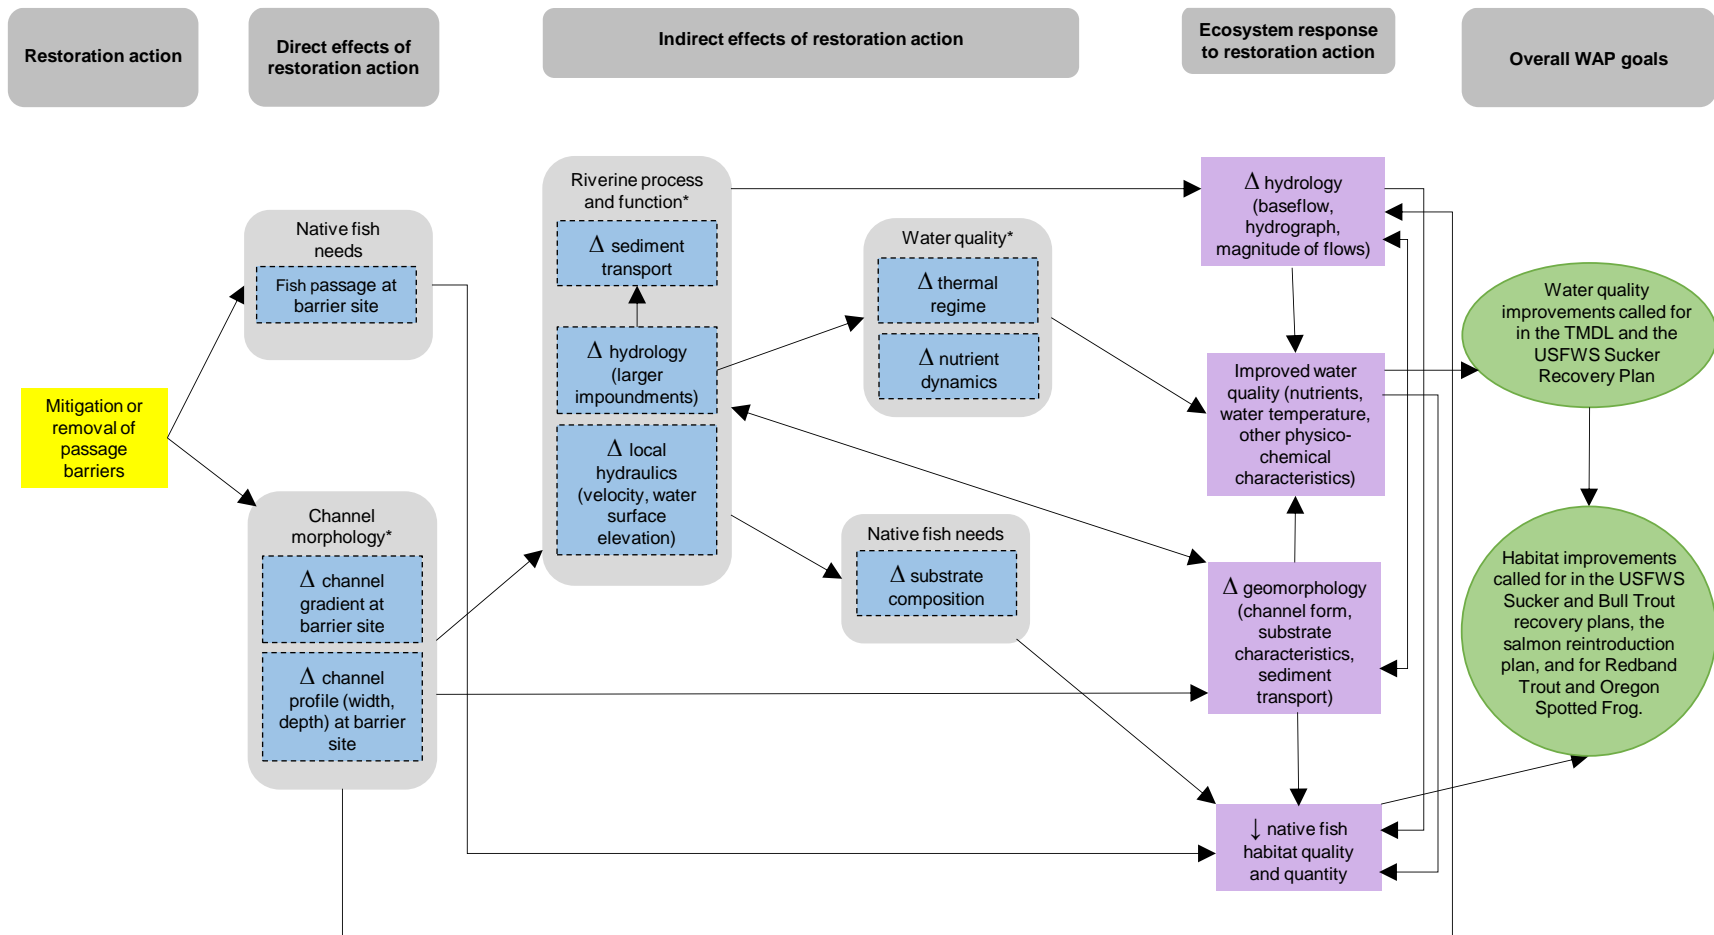 Restoration action
Direct effects of
restoration action
Indirect effects of restoration action
Ecosystem response
to restoration action
Overall WAP goals
Mitigation or
removal of
passage
barriers
Native fish
needs
Fish passage at
barrier site
Channel
morphology*
Δ channel
gradient at
barrier site
Δ channel
profile (width,
depth) at barrier
site
Riverine process
and function*
Δ sediment
transport
Δ hydrology
(larger
impoundments)
Δ local
hydraulics
(velocity, water
surface
elevation)
Water quality*
Δ thermal
regime
Δ nutrient
dynamics
Native fish needs
Δ substrate
composition
Δ hydrology
(baseflow,
hydrograph,
magnitude of flows)
Improved water
quality (nutrients,
water temperature,
other physico-
chemical
characteristics)
Δ geomorphology
(channel form,
substrate
characteristics,
sediment
transport)
↓ native fish
habitat quality
and quantity
Water quality
improvements called for
in the TMDL and the
USFWS Sucker
Recovery Plan
Habitat improvements
called for in the USFWS
Sucker and Bull Trout
recovery plans, the
salmon reintroduction
plan, and for Redband
Trout and Oregon
Spotted Frog.